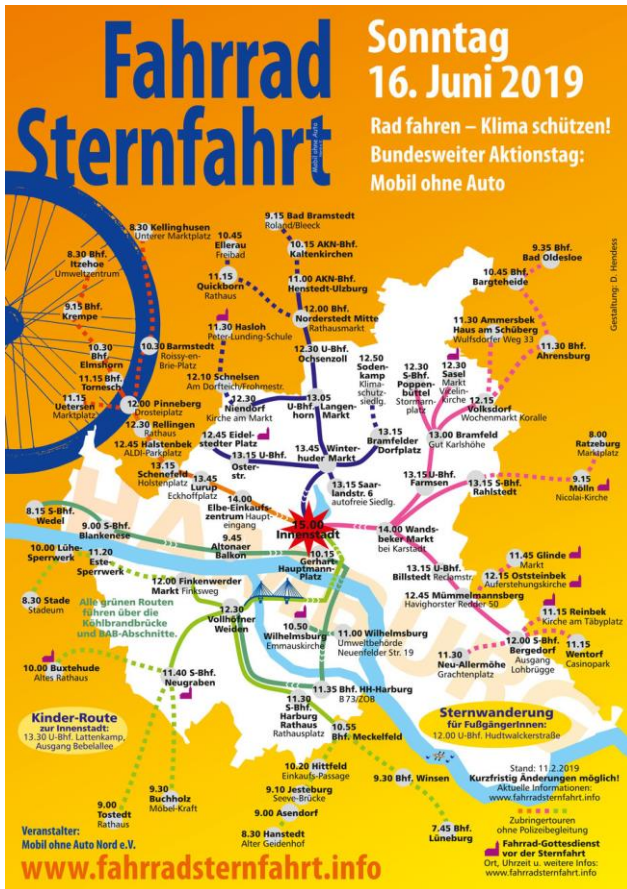 Fahrrad
Sternfahrt
Mobil ohne Auto
Sonntag
16. Juni 2019
Rad fahren – Klima schützen!
Bundesweiter Aktionstag:
Mobil ohne Auto
Gestaltung: D. Hendess
8.30 Kellinghusen
Unterer Marktplatz
8.30 Bhf.
Itzehoe
Umweltzentrum
9.15 Bhf.
Krempe
10.30
Bhf.
Elmshorn
10.30 Barmstedt
Roissy-en-
Brie-Platz
11.15 Bhf.
Tornesch
11.15
Uetersen
Marktplatz
12.00 Pinneberg
Drosteiplatz
12.30 Rellingen
Rathaus
12.45 Halstenbek
ALDI-Parkplatz
13.15
Schenefeld
Holstenplatz
13.45
Lurup
Eckhoffplatz
14.00
Elbe-Einkaufs-
zentrum Haupt-
eingang
9.15 Bad Bramstedt
Roland/Bleeck
10.45
Ellerau
Freibad
10.15 AKN-Bhf.
Kaltenkirchen
11.15
Quickborn
Rathaus
11.00 AKN-Bhf.
Henstedt-Ulzburg
11.30 Hasloh
Peter-Lunding-Schule
12.00 Bhf.
Norderstedt Mitte
Rathausmarkt
12.30 U-Bhf.
Ochsenzoll
12.10 Schnelsen
Am Dorfteich/Frohmestr.
12.30
Niendorf
Kirche am Markt
13.05
U-Bhf. Langen-
horn Markt
12.45 Eidel-
stedter Platz
13.15 U-Bhf.
Oster-
str.
13.45 Winter-
huder Markt
12.50
Soden-
kamp
Klima-
schutz-
siedlg.
13.15
Bramfelder
Dorfplatz
13.15 Saar-
landstr. 6
autofreie Siedlg.
9.35 Bhf.
Bad Oldesloe
10.45 Bhf.
Bargteheide
11.30 Ammersbek
Haus am Schüberg
Wulfsdorfer Weg 33
11.30 Bhf.
Ahrensburg
12.30
S-Bhf.
Poppen-
büttel
Stormarn-
platz
12.30
Sasel
Markt
Vicelin-
kirche
12.15
Volksdorf
Wochenmarkt Koralle
13.00 Bramfeld
Gut Karlshöhe
8.00
Ratzeburg
Marktplatz
9.15
Mölln
Nicolai-Kirche
13.15 U-Bhf.
Farmsen
13.15 S-Bhf.
Rahlstedt
14.00 Wands-
beker Markt
bei Karstadt
13.15 U-Bhf.
Billstedt Reclamstr.
11.45 Glinde
Markt
12.15 Oststeinbek
Auferstehungskirche
12.45 Mümmelmannsberg
Havighorster Redder 50
11.15 Reinbek
Kirche am Täbyplatz
12.00 S-Bhf.
Bergedorf
Ausgang
Lohbrügge
11.15
Wentorf
Casinopark
11.30
Neu-Allermöhe
Grachtenplatz
HAMBURG
15.00
Innenstadt
8.15 S-Bhf.
Wedel
9.00 S-Bhf.
Blankenese
9.45
Altonaer
Balkon
10.15
Gerhart-
Hauptmann-
Platz
10.00 Lühe-
Sperrwerk
11.20
Este-
Sperrwerk
8.30 Stade
Stadeum
12.00 Finkenwerder
Markt Finksweg
Alle grünen Routen
führen über die
Köhlbrandbrücke
und BAB-Abschnitte.
12.30
Vollhöfner
Weiden
10.50
Wilhelmsburg
Emmauskirche
11.00 Wilhelmsburg
Umweltbehörde
Neuenfelder Str. 19
10.00 Buxtehude
Altes Rathaus
11.40 S-Bhf.
Neugraben
11.35 Bhf. HH-Harburg
B 73/ZOB
11.30
S-Bhf.
Harburg
Rathaus
Rathausplatz
10.55
Bhf. Meckelfeld
10.20 Hittfeld
Einkaufs-Passage
9.30 Bhf. Winsen
9.10 Jesteburg
Seeve-Brücke
9.00 Asendorf
8.30 Hanstedt
Alter Geidenhof
7.45 Bhf.
Lüneburg
9.30
Buchholz
Möbel-Kraft
9.00
Tostedt
Rathaus
Kinder-Route
zur Innenstadt:
13.30 U-Bhf. Lattenkamp,
Ausgang Bebelallee
Sternwanderung
für FußgängerInnen:
12.00 U-Bhf. Hudtwalckerstraße
Stand: 11.2.2019
Kurzfristig Änderungen möglich!
Aktuelle Informationen:
www.fahrradsternfahrt.info
Zubringertouren
ohne Polizeibegleitung
Fahrrad-Gottesdienst
vor der Sternfahrt
Ort, Uhrzeit u. weitere Infos:
www.fahrradsternfahrt.info
Veranstalter:
Mobil ohne Auto Nord e.V.
www.fahrradsternfahrt.info